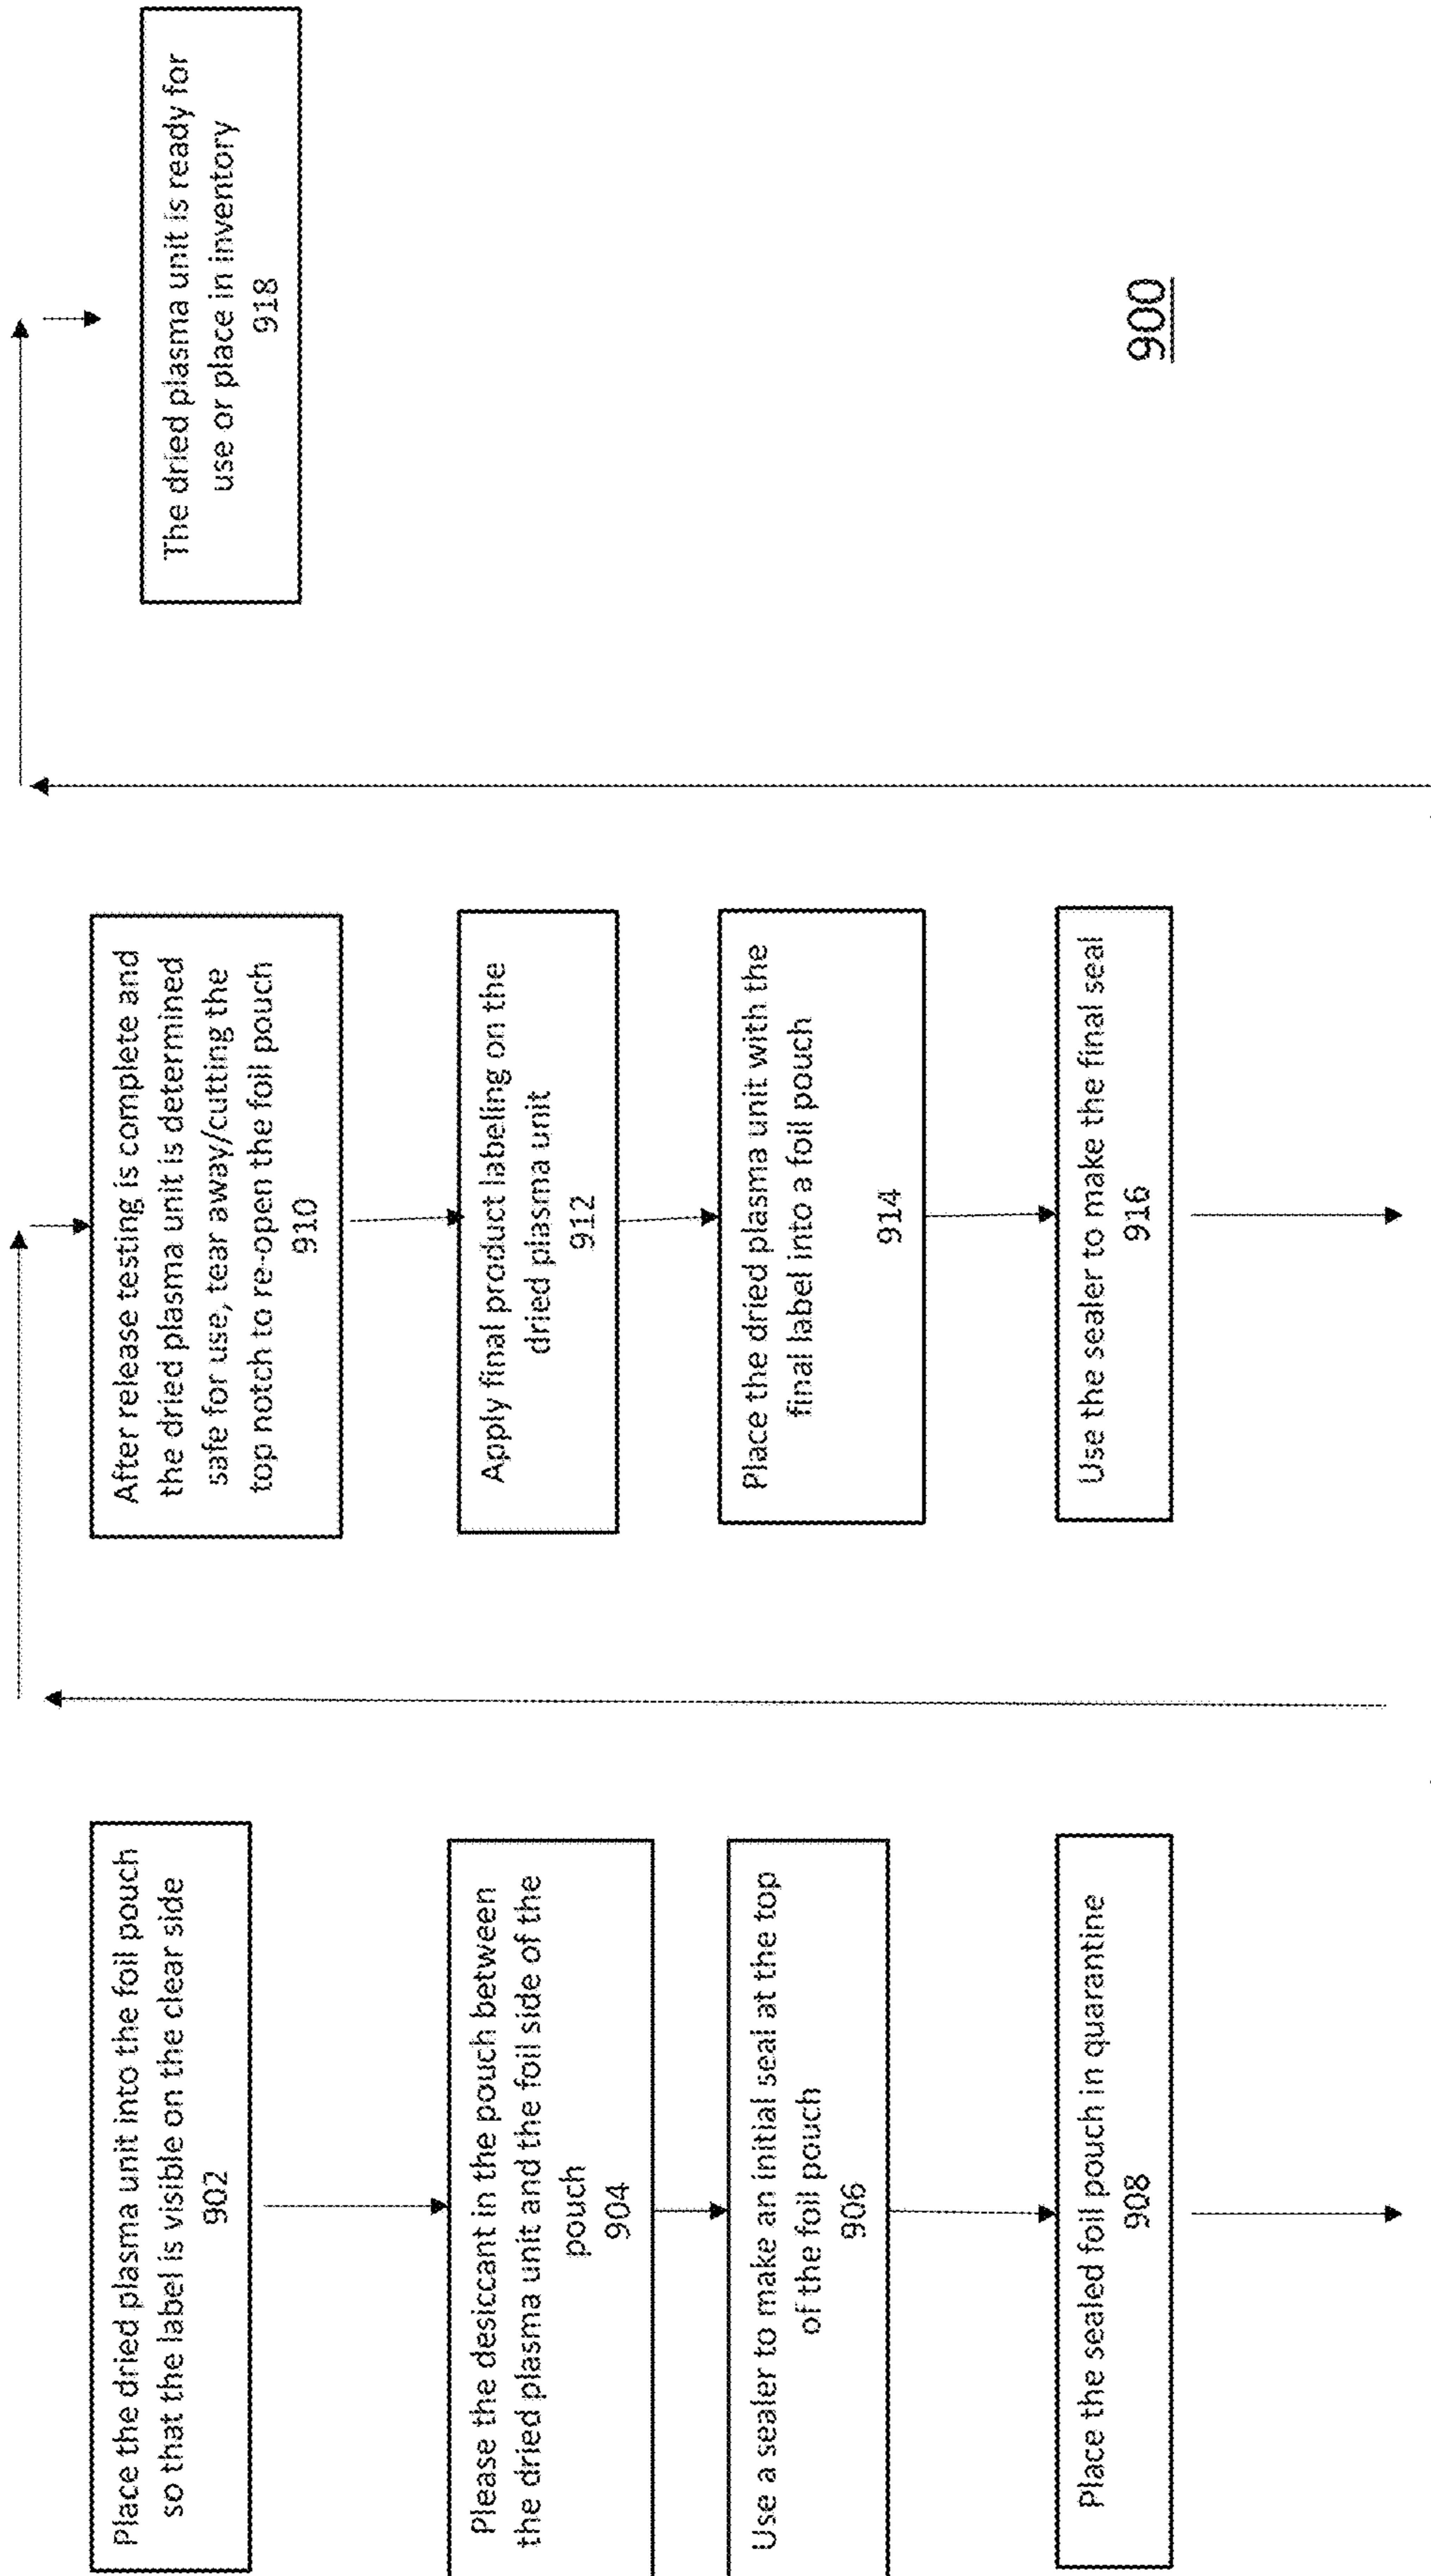 Place the dried plasma unit into the foil pouch
so that the label is visible on the clear side
902
Please the desiccant in the pouch between
the dried plasma unit and the foil side of the
pouch
904
Use a sealer to make an initial seal at the top
of the foil pouch
906
Place the sealed foil pouch in quarantine
908
After release testing is complete and
the dried plasma unit is determined
safe for use, tear away/cutting the
top notch to re-open the foil pouch
910
Apply final product labeling on the
dried plasma unit
912
Place the dried plasma unit with the
final label into a foil pouch
914
Use the sealer to make the final seal
916
The dried plasma unit is ready for
use or place in inventory
918
900